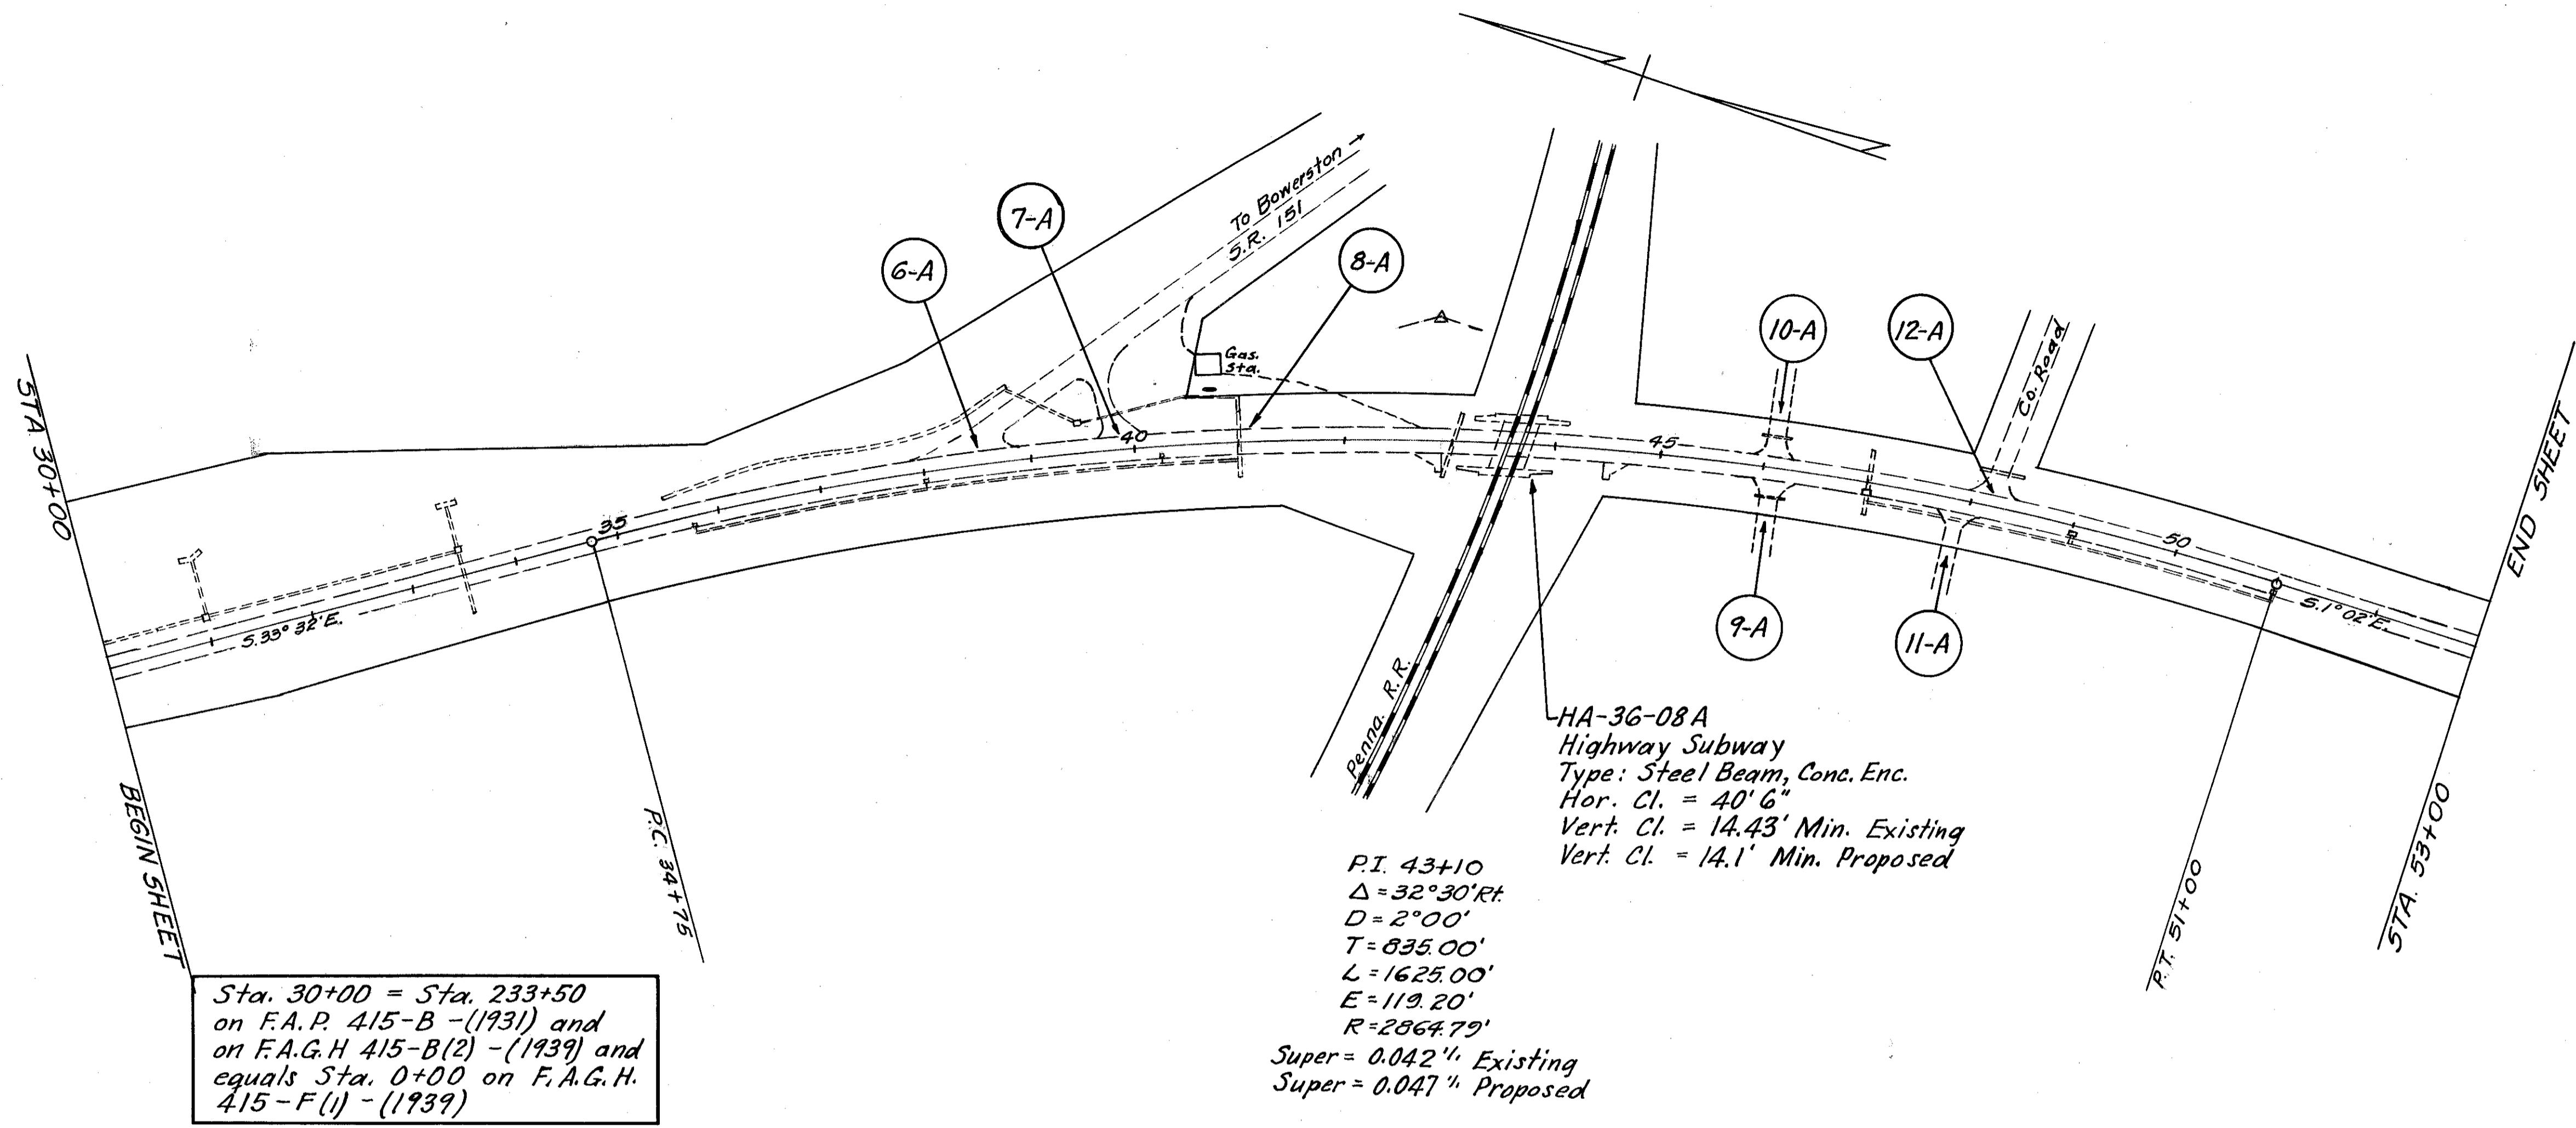 To Bowerston →
S.R. 151
7-A
6-A
8-A
Gas.
Sta.
10-A
12-A
Co. Road
STA. 30+00
BEGIN SHEET
35
40
45
50
S.33°32'E.
S.1°02'E.
9-A
11-A
END SHEET
STA. 53+00
P.C. 34+75
P.T. 51+00
Penna. R.R.
HA-36-08A
Highway Subway
Type: Steel Beam, Conc. Enc.
Hor. Cl. = 40'6"
Vert. Cl. = 14.43' Min. Existing
Vert. Cl. = 14.1' Min. Proposed
P.I. 43+10
Δ = 32°30'Rt.
D = 2°00'
T = 835.00'
L = 1625.00'
E = 119.20'
R = 2864.79'
Super = 0.042 '/, Existing
Super = 0.047 '/, Proposed
Sta. 30+00 = Sta. 233+50
on F.A.P. 415-B-(1931) and
on F.A.G.H 415-B(2)-(1939) and
equals Sta. 0+00 on F.A.G.H.
415-F(1)-(1939)